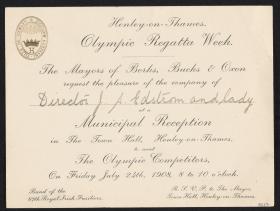 Henley-on-Thames.
Olympic Regatta Week.
The Mayors of Berks, Bucks & Oxon
request the pleasure of the company of
Director J. S. Edström and lady
at a
Municipal Reception
in The Town Hall, Henley-on-Thames,
to meet
The Olympic Competitors,
On Friday July 24th, 1908, 8 to 10 o'clock.
Band of the
87th Royal Irish Fusiliers.
R. S. V. P. to The Mayor,
Town Hall, Henley-on-Thames.